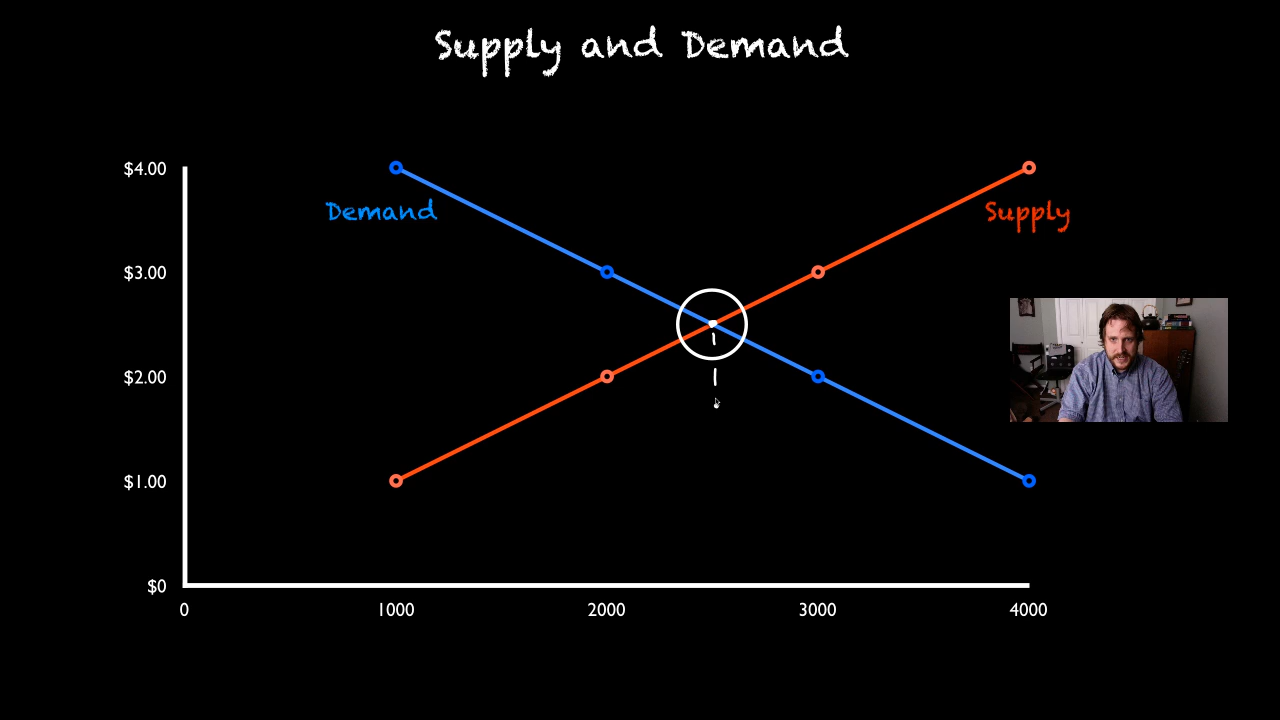 Supply and Demand
$4.00
Demand
Supply
$3.00
$2.00
$1.00
$0
0 1000 2000 3000 4000